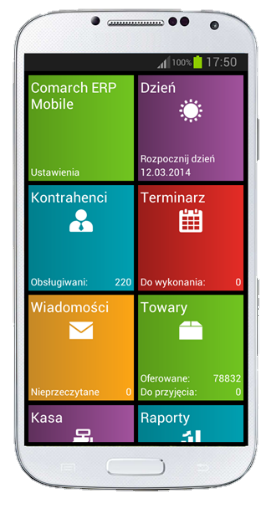 100% 17:50
Comarch ERP
Mobile
Ustawienia
Dzień
Rozpocznij dzień
12.03.2014
Kontrahenci
Obsługiwani: 220
Terminarz
Do wykonania: 0
Wiadomości
Nieprzeczytane 0
Towary
Oferowane: 78832
Do przyjęcia: 0
Kasa
Raporty